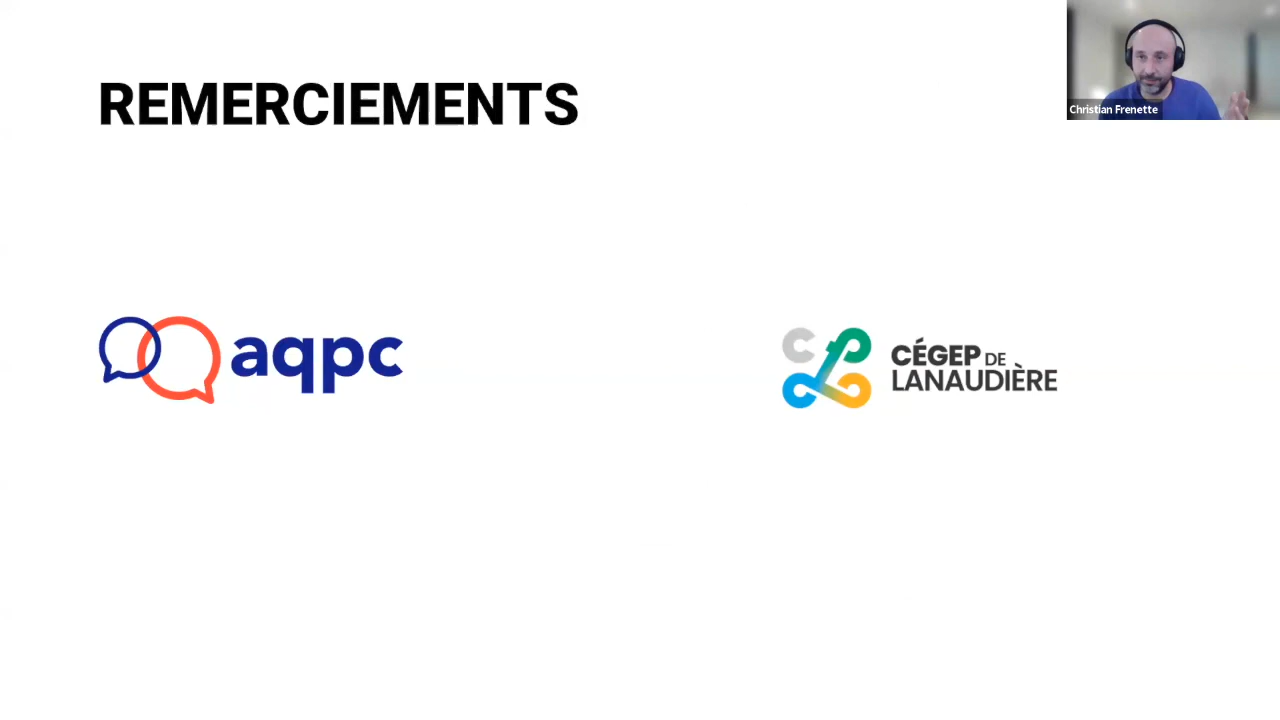 REMERCIEMENTS
Christian Frenette
aqpc
CÉGEP DE
LANAUDIÈRE